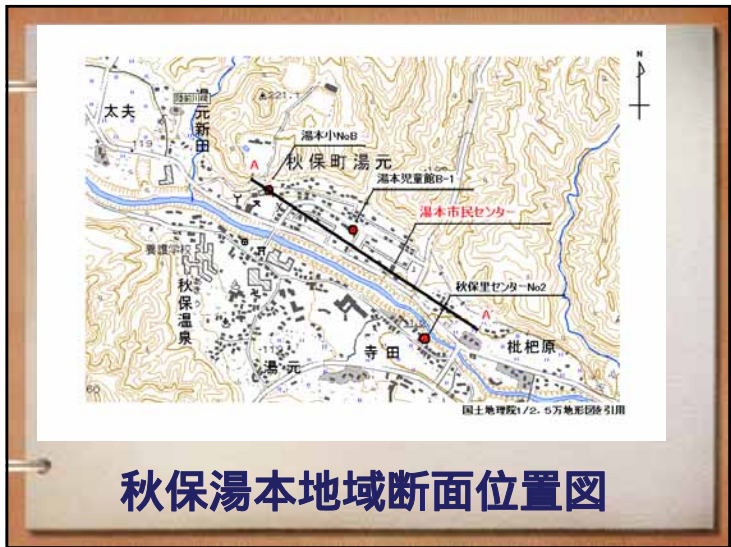 N
221.
太夫
湯元新田
119
湯本小NoB
A
秋保町湯元
湯本児童館B-1
湯本市民センター
養護学校
秋保里センターNo2
秋保温泉
A'
寺田
枇杷原
湯元
60
国土地理院1/2．5万地形図を引用
秋保湯本地域断面位置図